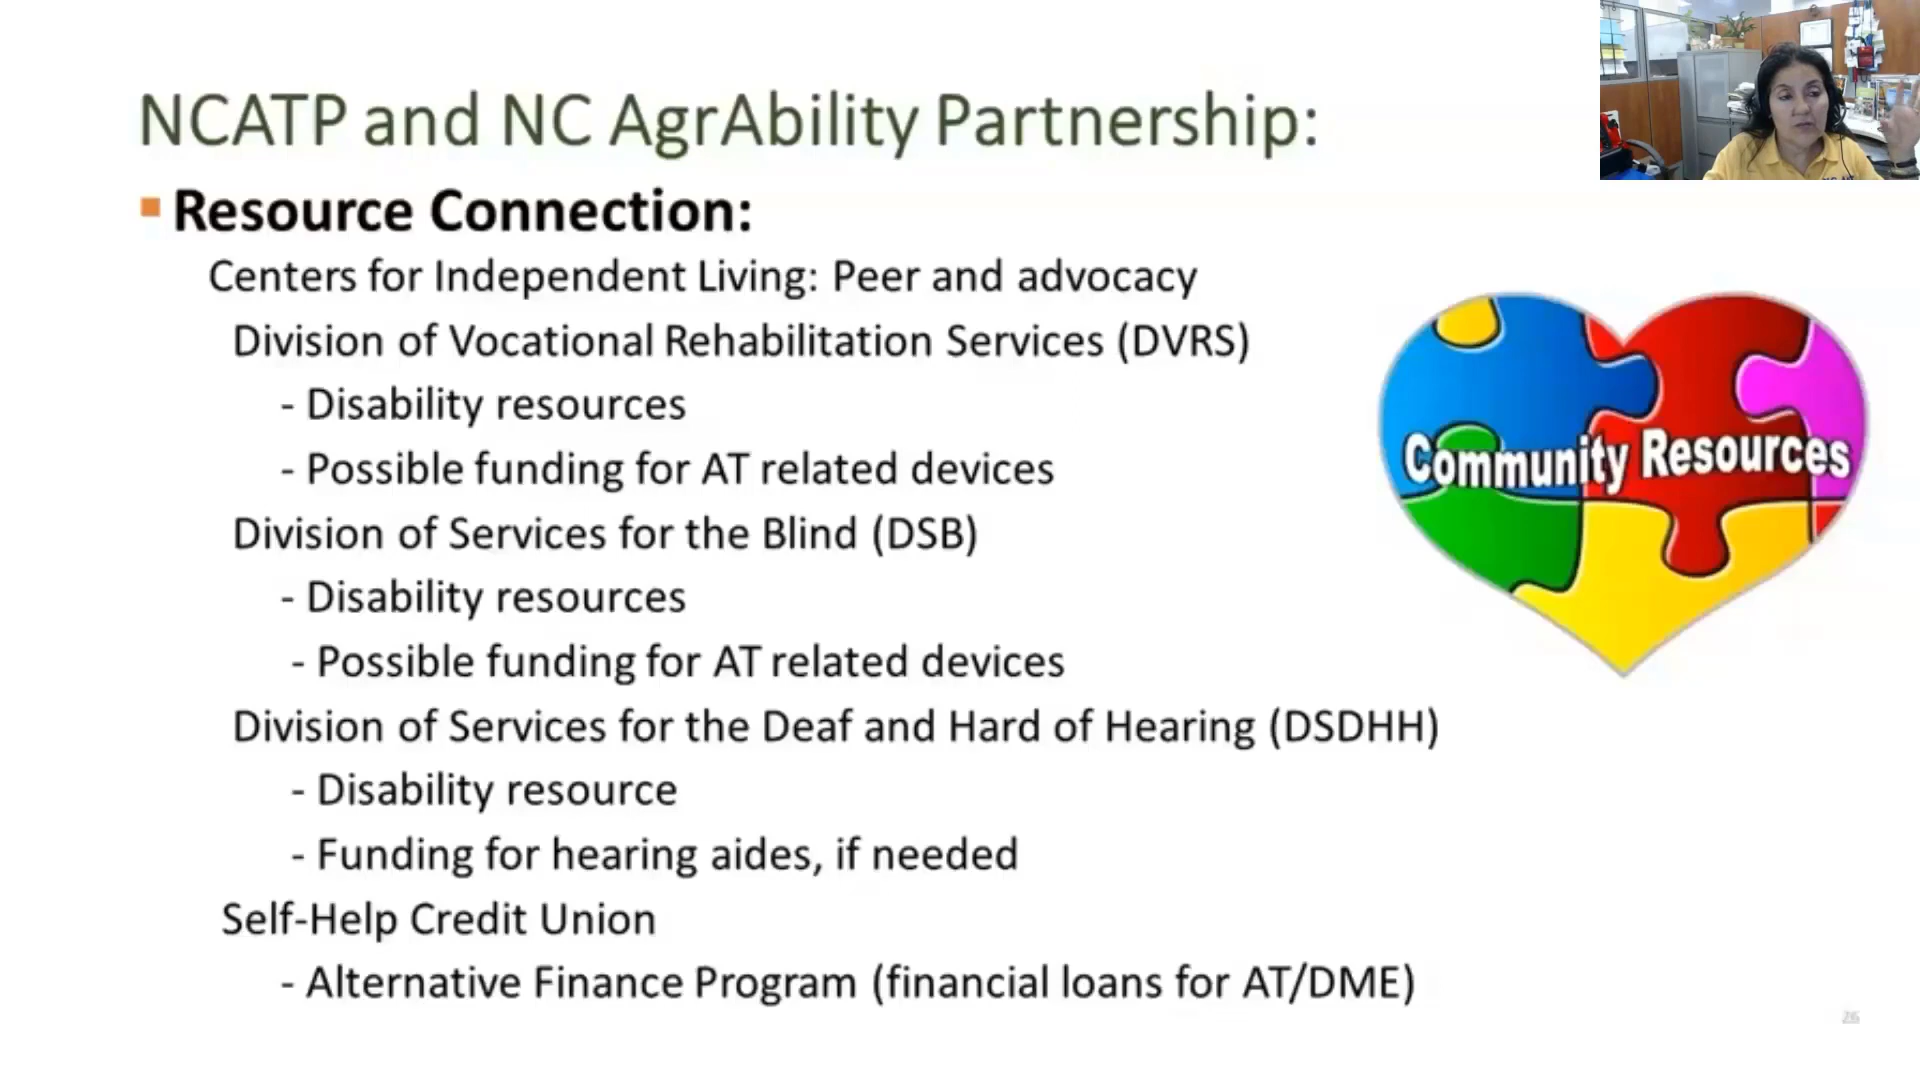 NCATP and NC AgrAbility Partnership:
Resource Connection:
Centers for Independent Living: Peer and advocacy
Division of Vocational Rehabilitation Services (DVRS)
- Disability resources
- Possible funding for AT related devices
Division of Services for the Blind (DSB)
- Disability resources
- Possible funding for AT related devices
Division of Services for the Deaf and Hard of Hearing (DSDHH)
- Disability resource
- Funding for hearing aides, if needed
Self-Help Credit Union
- Alternative Finance Program (financial loans for AT/DME)
Community Resources
26